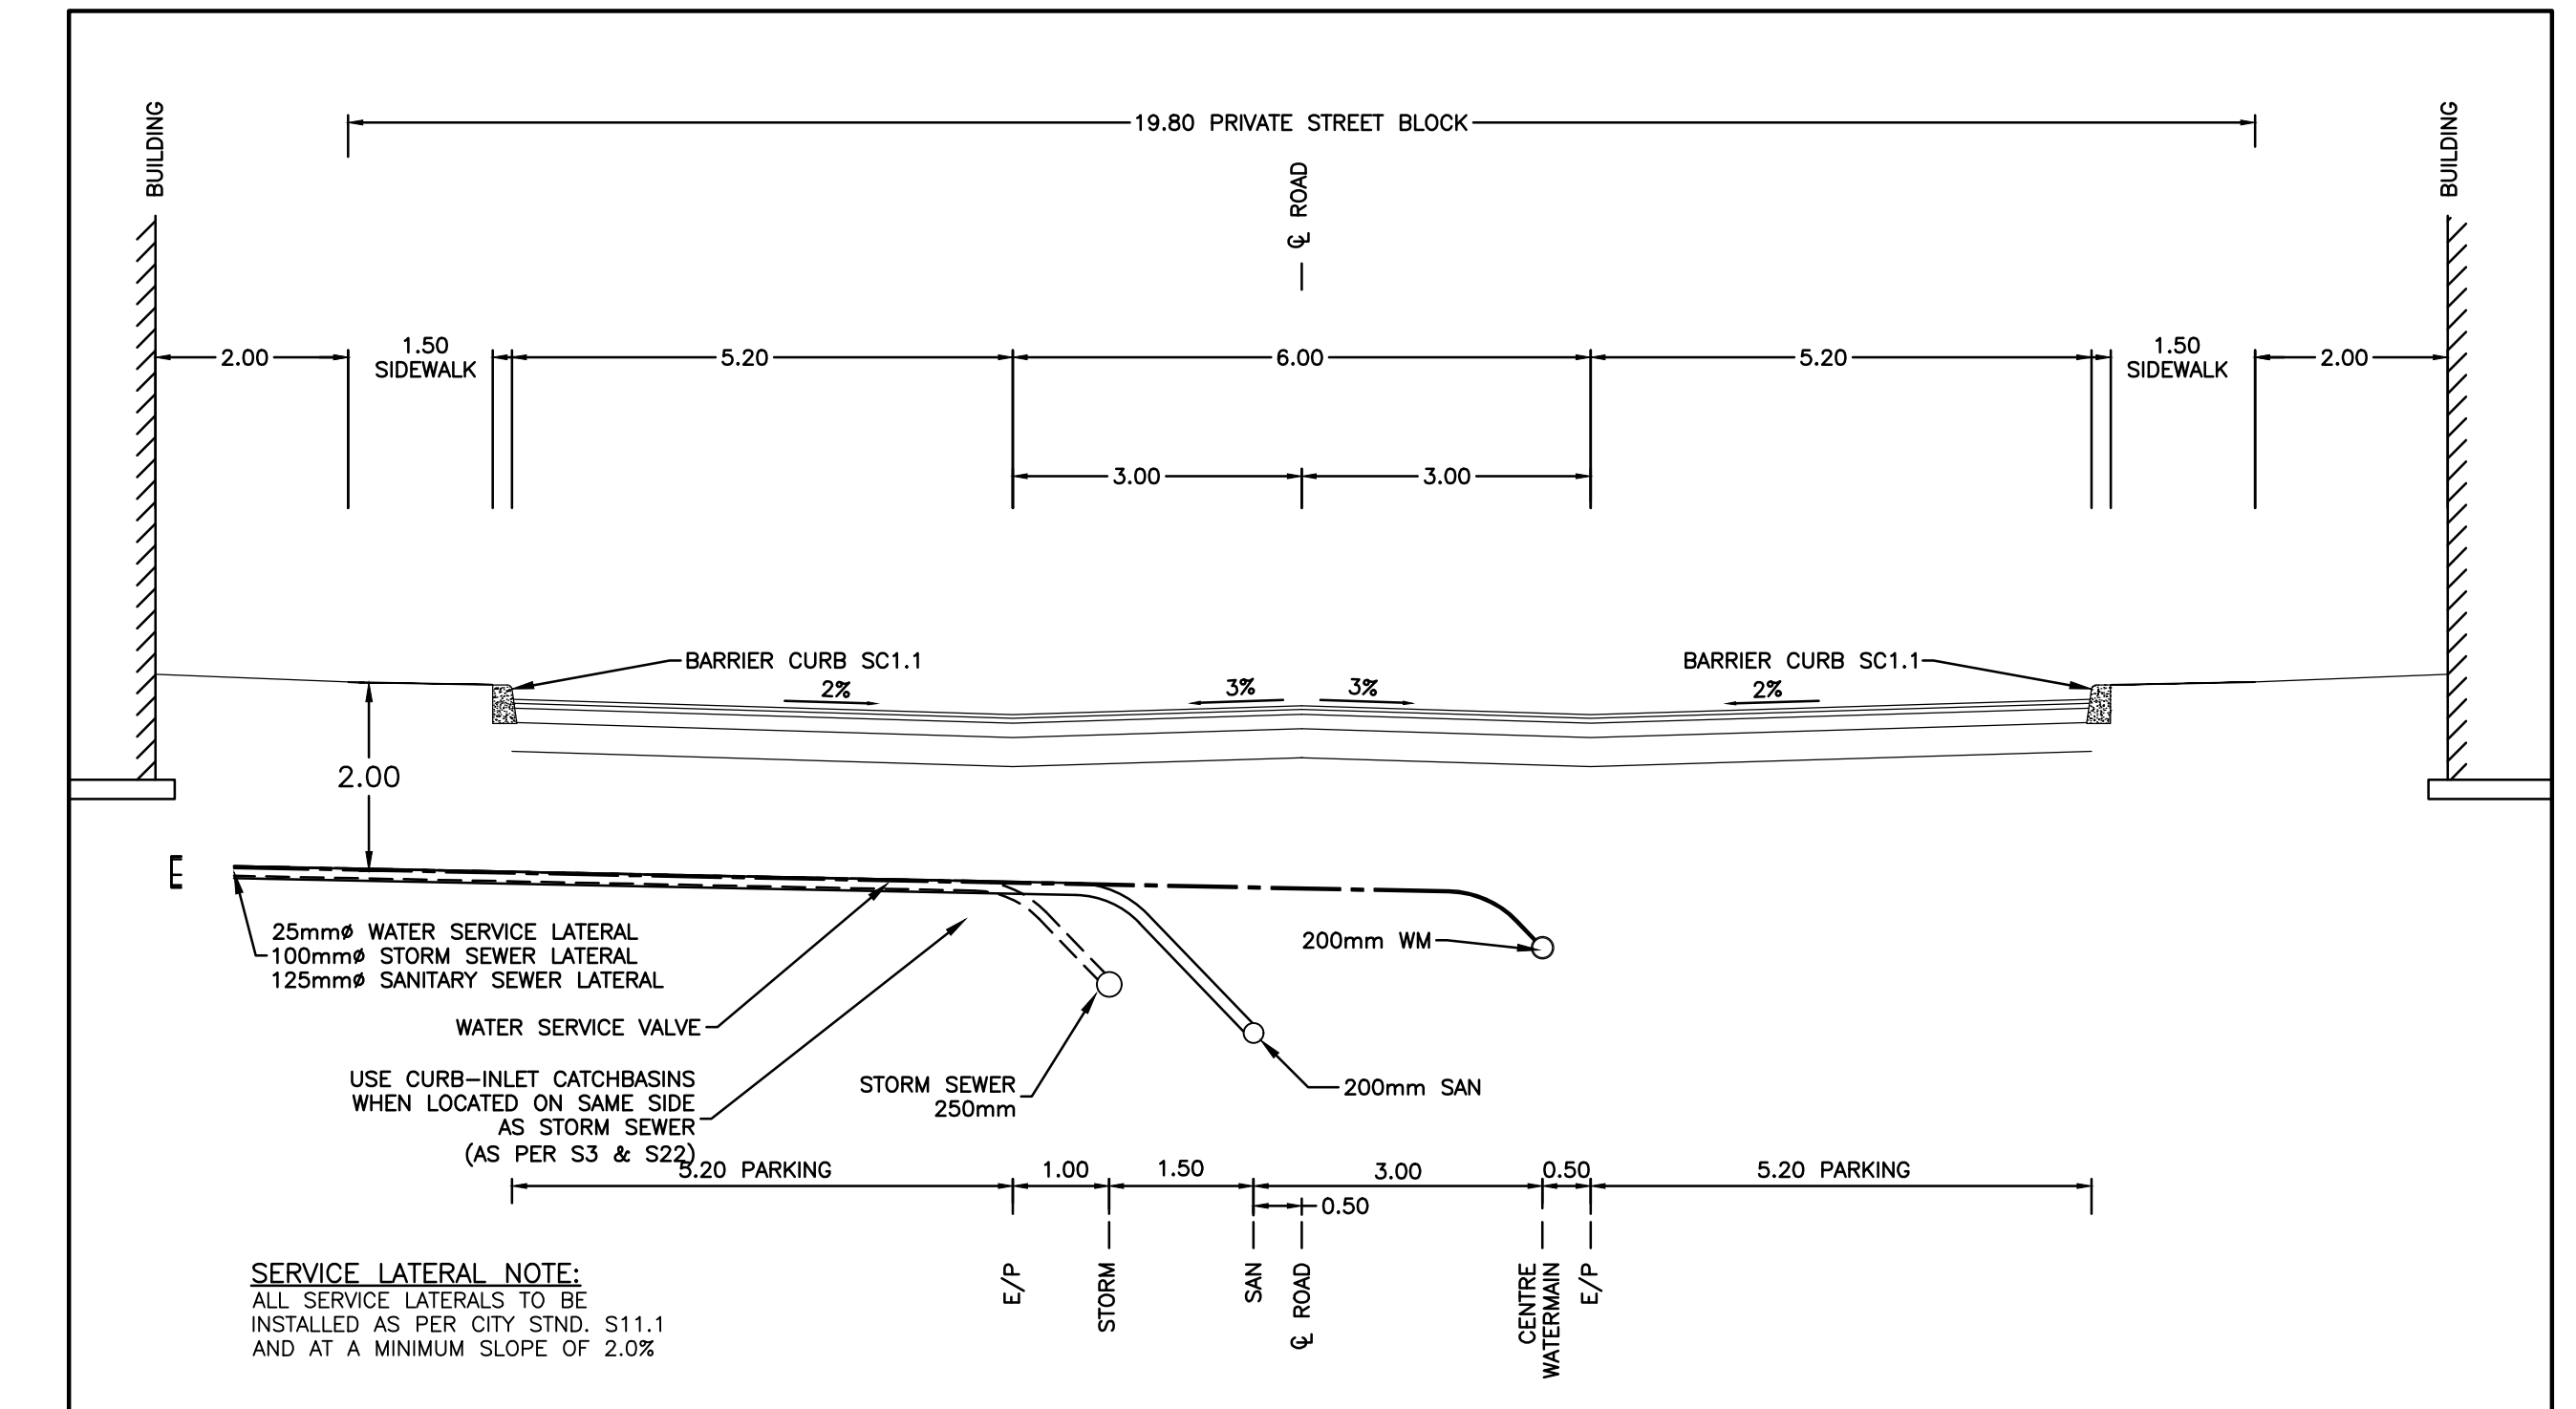 BUILDING
BUILDING
19.80 PRIVATE STREET BLOCK
℄ ROAD
2.00
1.50
SIDEWALK
5.20
6.00
5.20
1.50
SIDEWALK
2.00
3.00
3.00
BARRIER CURB SC1.1
BARRIER CURB SC1.1
2%
3%
3%
2%
2.00
E
25mmø WATER SERVICE LATERAL
100mmø STORM SEWER LATERAL
125mmø SANITARY SEWER LATERAL
200mm WM
WATER SERVICE VALVE
USE CURB-INLET CATCHBASINS
WHEN LOCATED ON SAME SIDE
AS STORM SEWER
(AS PER S3 & S22)
STORM SEWER
250mm
200mm SAN
5.20 PARKING
1.00
1.50
3.00
0.50
5.20 PARKING
0.50
E/P
STORM
SAN
℄ ROAD
CENTRE
WATERMAIN
E/P
SERVICE LATERAL NOTE:
ALL SERVICE LATERALS TO BE
INSTALLED AS PER CITY STND. S11.1
AND AT A MINIMUM SLOPE OF 2.0%